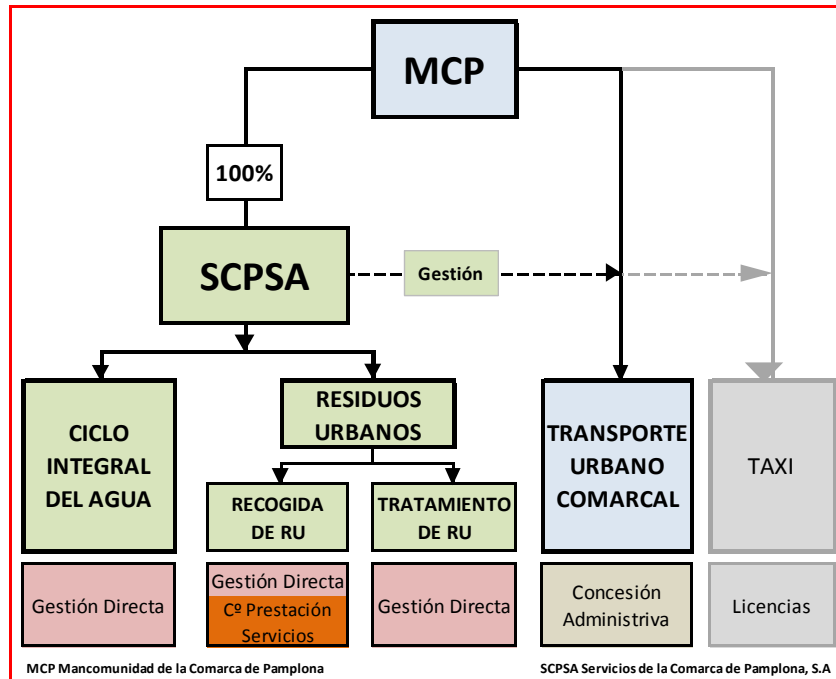 MCP
100%
SCPSA
Gestión
CICLO
INTEGRAL
DEL AGUA
RESIDUOS
URBANOS
RECOGIDA
DE RU
TRATAMIENTO
DE RU
TRANSPORTE
URBANO
COMARCAL
TAXI
Gestión Directa
Gestión Directa
Cº Prestación
Servicios
Gestión Directa
Concesión
Administriva
Licencias
MCP Mancomunidad de la Comarca de Pamplona
SCPSA Servicios de la Comarca de Pamplona, S.A